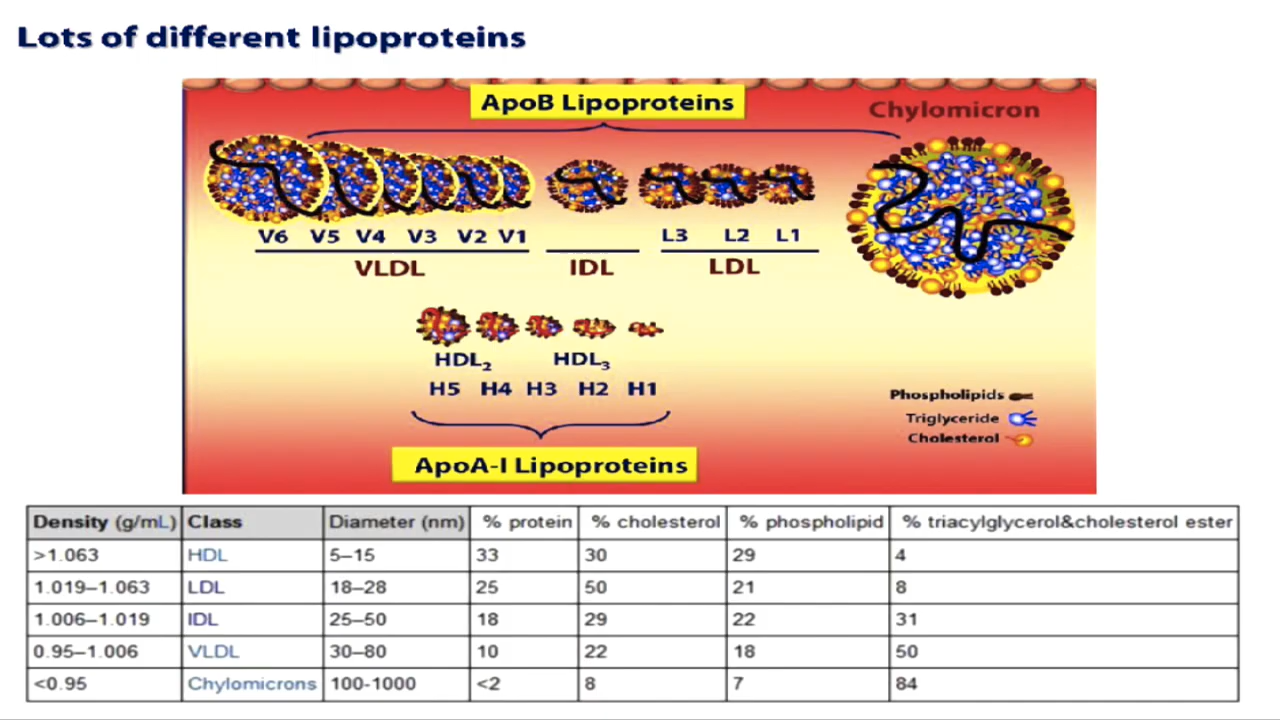 Lots of different lipoproteins
ApoB Lipoproteins
Chylomicron
V6 V5 V4 V3 V2 V1 L3 L2 L1
VLDL IDL LDL
HDL2 HDL3
H5 H4 H3 H2 H1
Phospholipids
Triglyceride
Cholesterol
ApoA-I Lipoproteins
Density (g/mL) Class Diameter (nm) % protein % cholesterol % phospholipid % triacylglycerol&cholesterol ester
>1.063 HDL 5–15 33 30 29 4
1.019–1.063 LDL 18–28 25 50 21 8
1.006–1.019 IDL 25–50 18 29 22 31
0.95–1.006 VLDL 30–80 10 22 18 50
<0.95 Chylomicrons 100-1000 <2 8 7 84